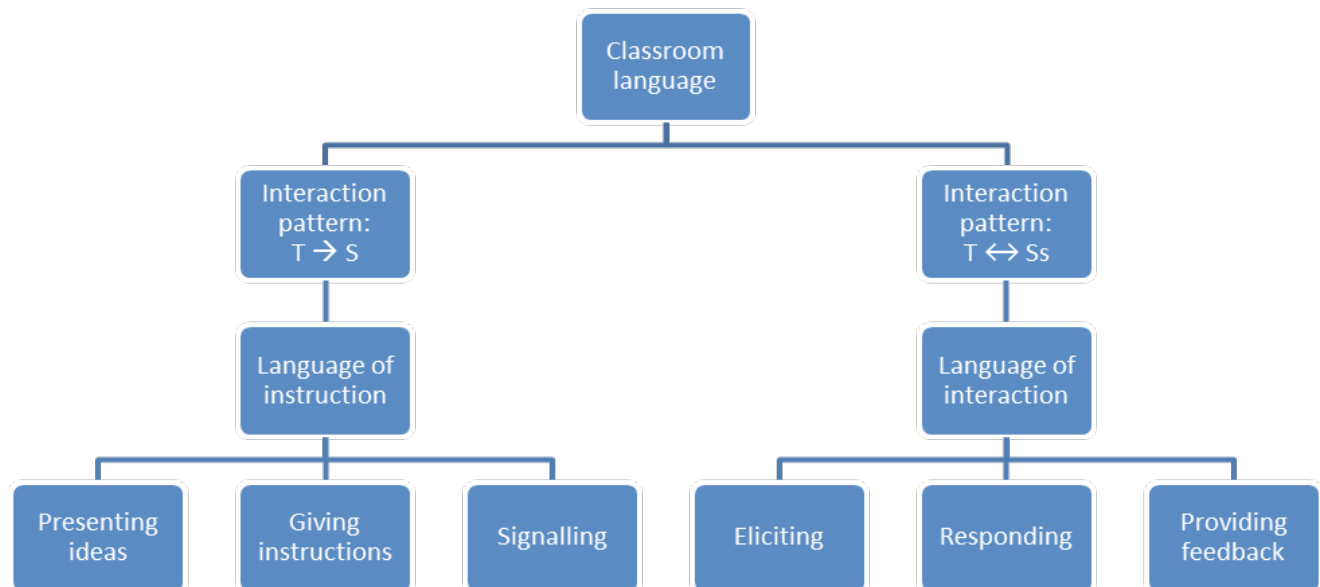 Classroom
language
Interaction
pattern:
T → S
Interaction
pattern:
T ↔ Ss
Language of
instruction
Language of
interaction
Presenting
ideas
Giving
instructions
Signalling
Eliciting
Responding
Providing
feedback